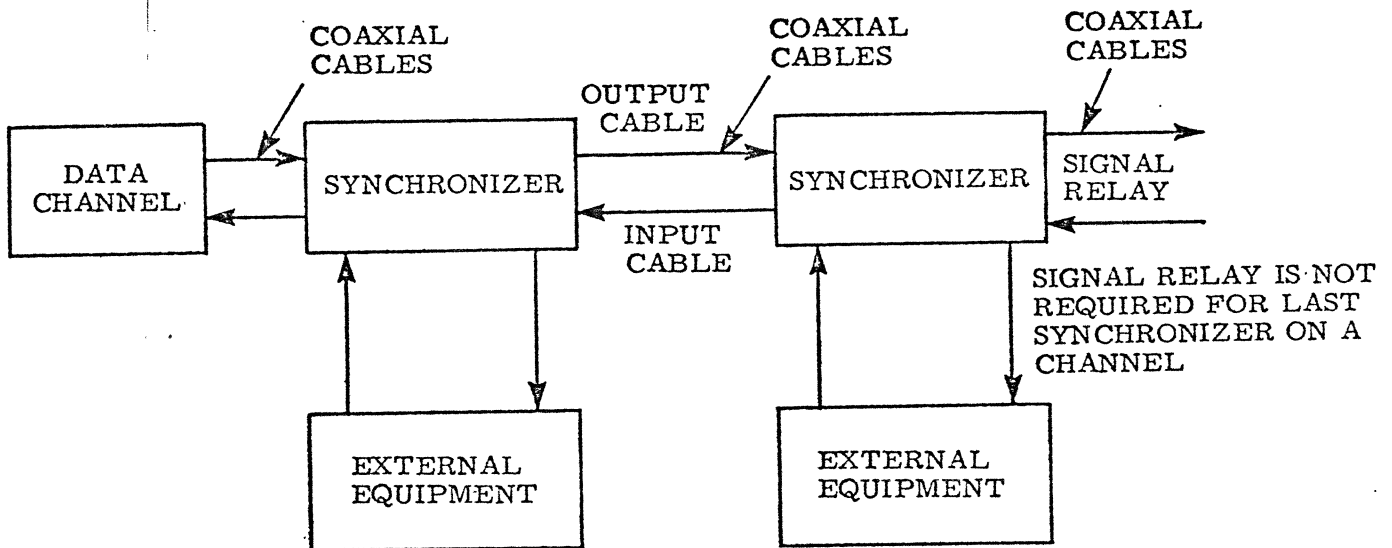 COAXIAL
CABLES
COAXIAL
CABLES
COAXIAL
CABLES
OUTPUT
CABLE
DATA
CHANNEL
SYNCHRONIZER
SYNCHRONIZER
SIGNAL
RELAY
INPUT
CABLE
SIGNAL RELAY IS NOT
REQUIRED FOR LAST
SYNCHRONIZER ON A
CHANNEL
EXTERNAL
EQUIPMENT
EXTERNAL
EQUIPMENT